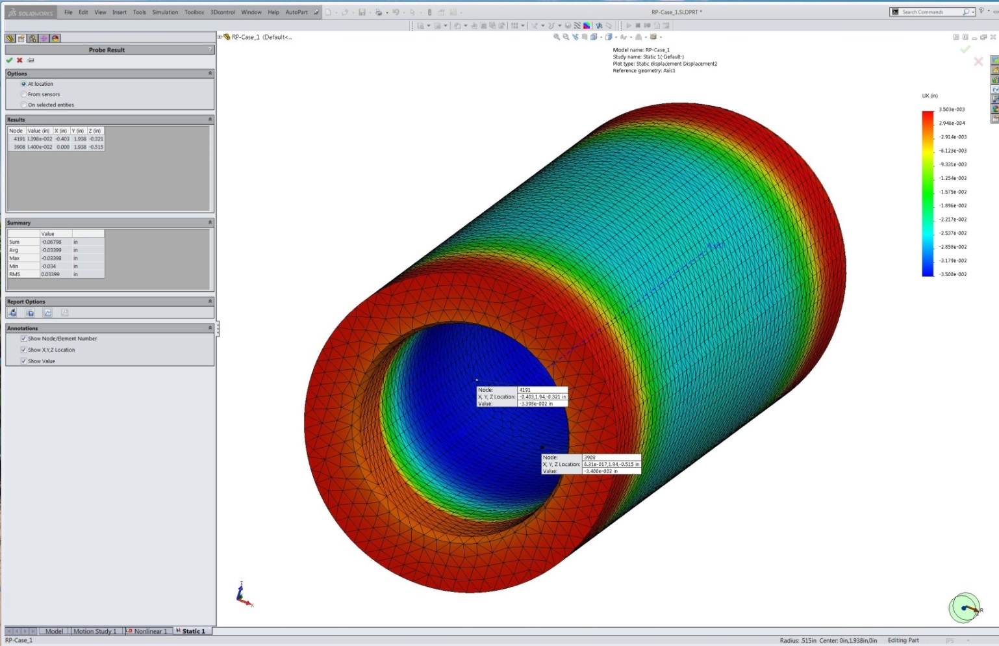 SOLIDWORKS File Edit View Insert Tools Simulation Toolbox 3Dcontrol Window Help AutoPart RP-Case_1.SLDPRT * Search Commands
RP-Case_1 (Default<...
Probe Result ?
Options
At location
From sensors
On selected entities
Results
Node Value (in) X (in) Y (in) Z (in)
4191 -0.403 1.938 -0.321
3908 0.000 1.938 -0.515
Summary
Value
Sum -0.06798 in
Avg -0.03399 in
Max -0.03398 in
Min -0.034 in
RMS 0.03399 in
Report Options
Annotations
Show Node/Element Number
Show X,Y,Z Location
Show Value
Model name: RP-Case_1
Study name: Static 1(-Default-)
Plot type: Static displacement Displacement2
Reference geometry: Axis1
UX (in)
3.503e-003
2.946e-004
-2.914e-003
-6.123e-003
-9.331e-003
-1.254e-002
-1.575e-002
-1.896e-002
-2.217e-002
-2.537e-002
-2.858e-002
-3.179e-002
-3.500e-002
Node: 4191
X, Y, Z Location: -0.403,1.94,-0.321 in
Value: -3.398e-002 in
Node: 3908
X, Y, Z Location: 6.31e-017,1.94,-0.515 in
Value: -3.400e-002 in
Z
X
R
Model Motion Study 1 Nonlinear 1 Static 1
RP-Case_1 Radius: .515in Center: 0in,1.938in,0in Editing Part IPS